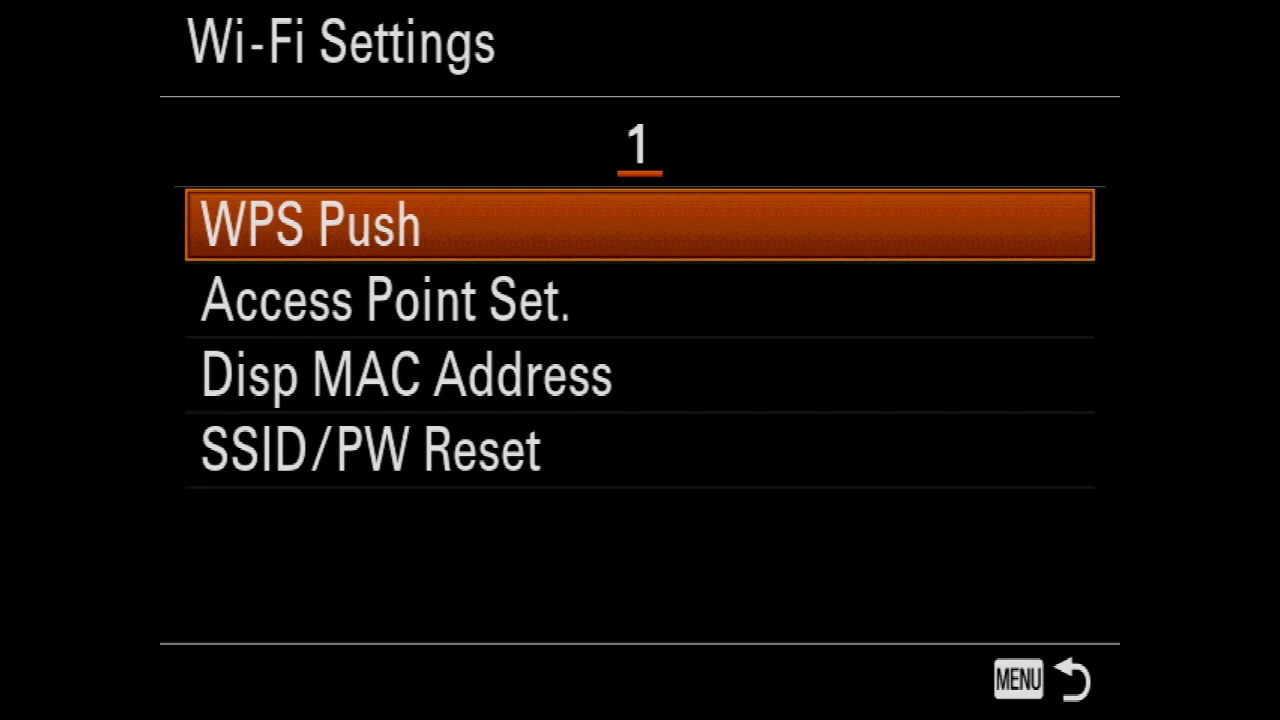 Wi-Fi Settings
1
WPS Push
Access Point Set.
Disp MAC Address
SSID/PW Reset
MENU